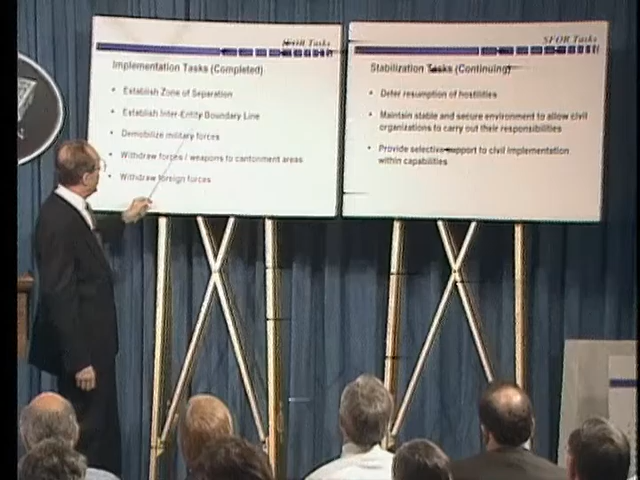 IFOR Tasks
Implementation Tasks (Completed)
• Establish Zone of Separation
• Establish Inter-Entity Boundary Line
• Demobilize military forces
• Withdraw forces / weapons to cantonment areas
• Withdraw foreign forces
SFOR Tasks
Stabilization Tasks (Continuing)
• Deter resumption of hostilities
• Maintain stable and secure environment to allow civil
organizations to carry out their responsibilities
• Provide selective support to civil implementation
within capabilities